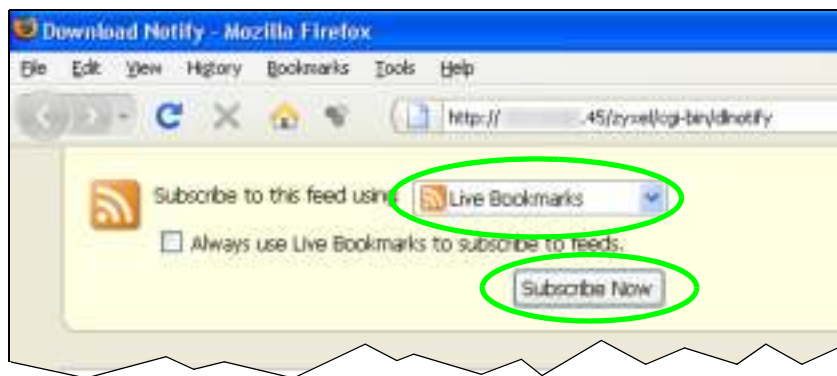 Download Notify - Mozilla Firefox
File Edit View History Bookmarks Tools Help
http:// .45/zyxel/cgi-bin/dlnotify
Subscribe to this feed using Live Bookmarks
Always use Live Bookmarks to subscribe to feeds.
Subscribe Now